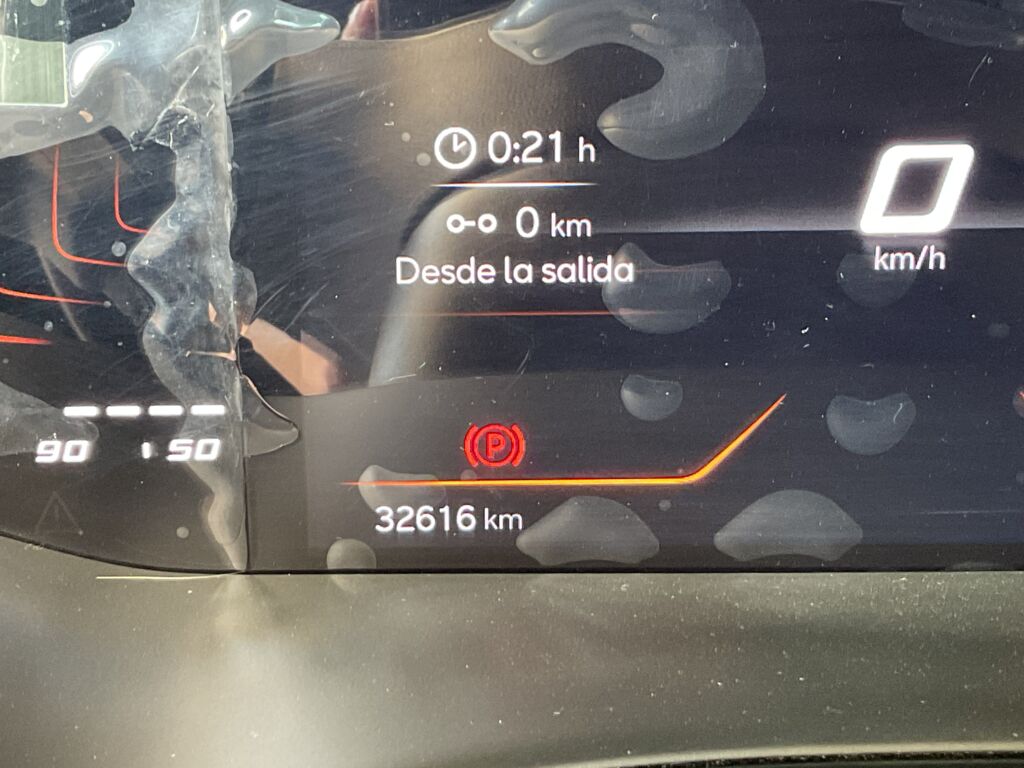 0:21 h
0 km
Desde la salida
0
km/h
90
50
P
32616 km